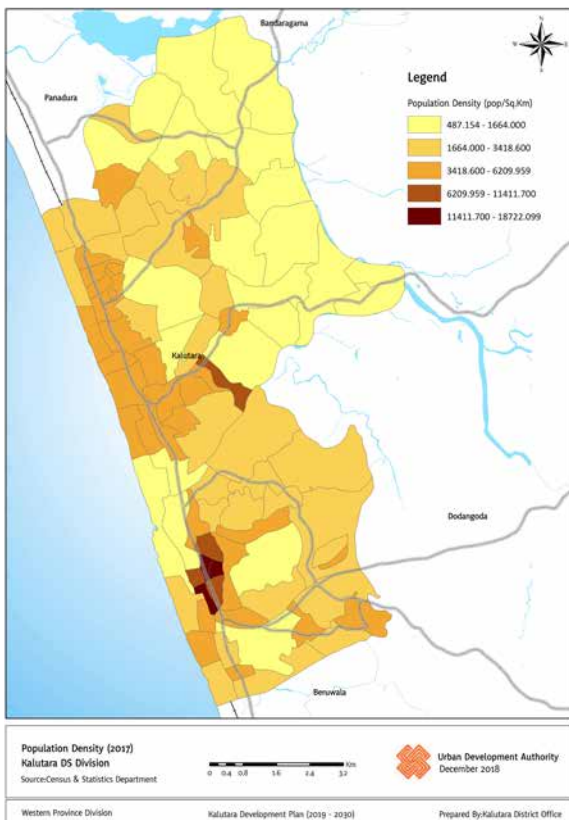 Bandaragama
N
W E
S
Panadura
Legend
Population Density (pop/Sq.Km)
487.154 - 1664.000
1664.000 - 3418.600
3418.600 - 6209.959
6209.959 - 11411.700
11411.700 - 18722.099
Kalutara
Dodangoda
Beruwala
Population Density (2017)
Kalutara DS Division
Source:Census & Statistics Department
Km
0 0.4 0.8 1.6 2.4 3.2
Urban Development Authority
December 2018
Western Province Division
Kalutara Development Plan (2019 - 2030)
Prepared By:Kalutara District Office